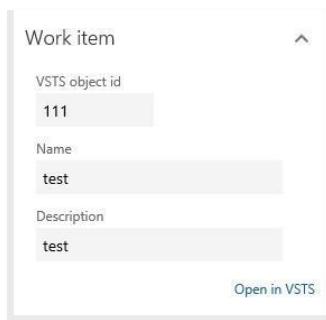 Work item
VSTS object id
111
Name
test
Description
test
Open in VSTS